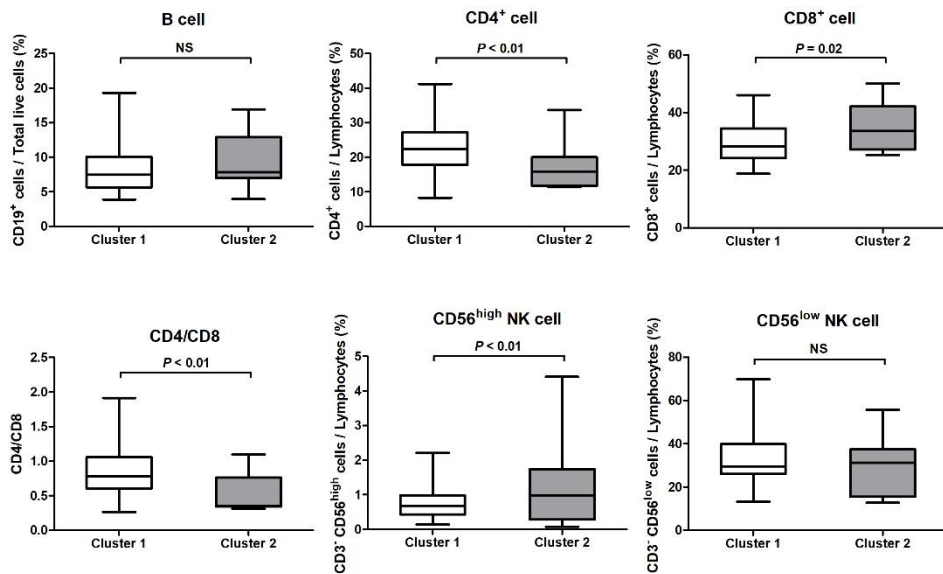 B cell
NS
CD19⁺ cells / Total live cells (%)
25
20
15
10
5
0
Cluster 1
Cluster 2
CD4⁺ cell
P < 0.01
CD4⁺ cells / Lymphocytes (%)
50
40
30
20
10
0
Cluster 1
Cluster 2
CD8⁺ cell
P = 0.02
CD8⁺ cells / Lymphocytes (%)
60
40
20
0
Cluster 1
Cluster 2
CD4/CD8
P < 0.01
CD4/CD8
2.5
2.0
1.5
1.0
0.5
0.0
Cluster 1
Cluster 2
CD56ʰⁱᵍʰ NK cell
P < 0.01
CD3⁻ CD56ʰⁱᵍʰ cells / Lymphocytes (%)
5
4
3
2
1
0
Cluster 1
Cluster 2
CD56ˡᵒʷ NK cell
NS
CD3⁻ CD56ˡᵒʷ cells / Lymphocytes (%)
80
60
40
20
0
Cluster 1
Cluster 2